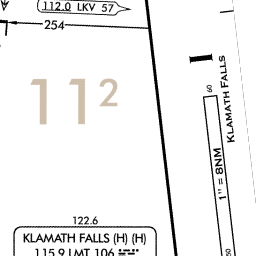 112.0 LKV 57
254
11²
KLAMATH FALLS
50
1" = 8NM
50
122.6
KLAMATH FALLS (H) (H)
115.9 LMT 106